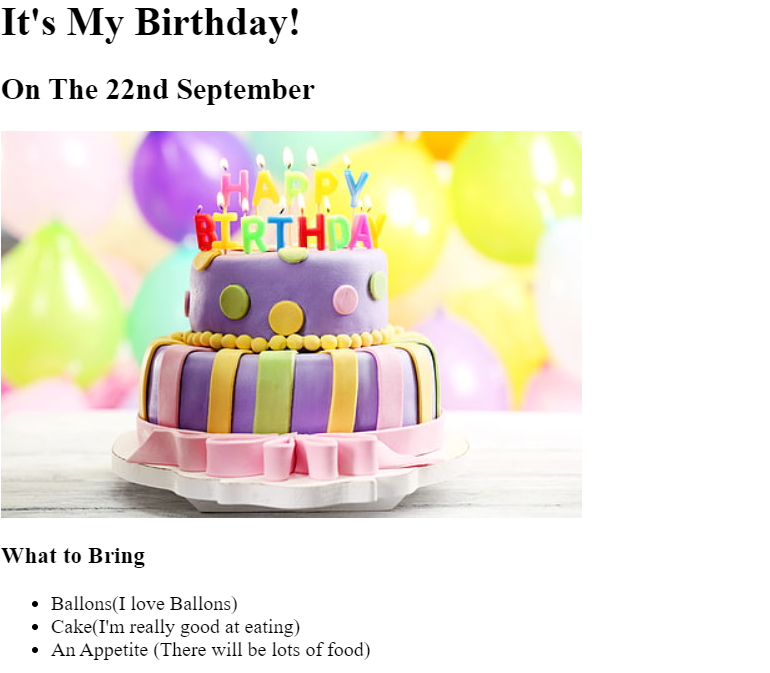 It's My Birthday!
On The 22nd September
HAPPY
BIRTHDAY
What to Bring
Ballons(I love Ballons)
Cake(I'm really good at eating)
An Appetite (There will be lots of food)